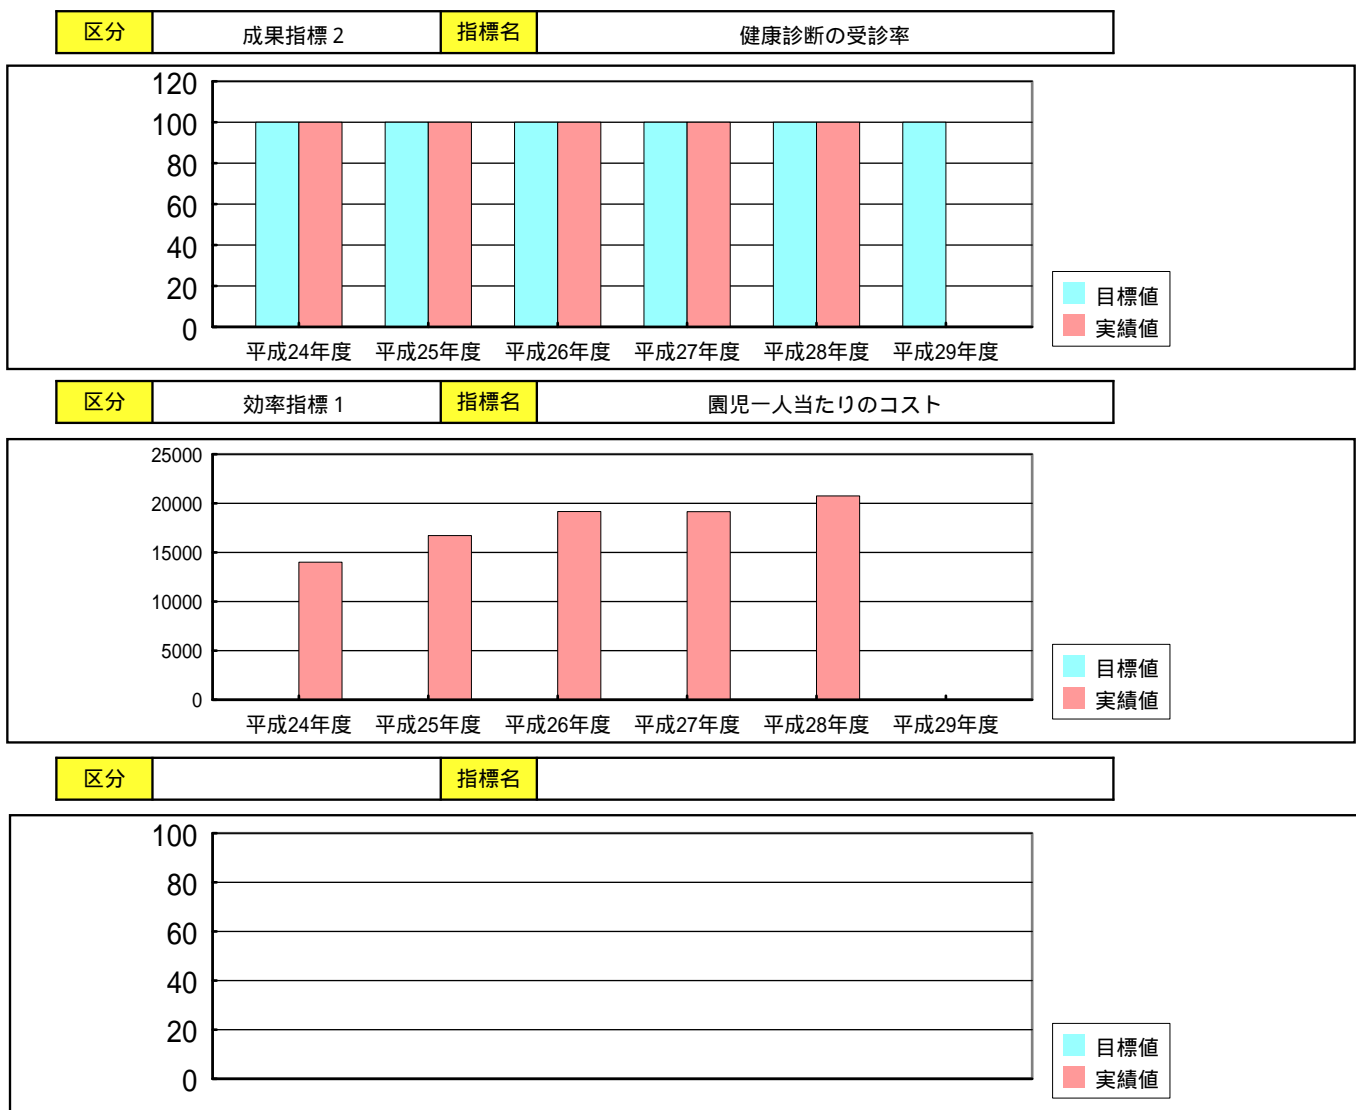 区分 成果指標2 指標名 健康診断の受診率
120
100
80
60
40
20
0
平成24年度 平成25年度 平成26年度 平成27年度 平成28年度 平成29年度
目標値
実績値
区分 効率指標1 指標名 園児一人当たりのコスト
25000
20000
15000
10000
5000
0
平成24年度 平成25年度 平成26年度 平成27年度 平成28年度 平成29年度
目標値
実績値
区分 指標名
100
80
60
40
20
0
目標値
実績値